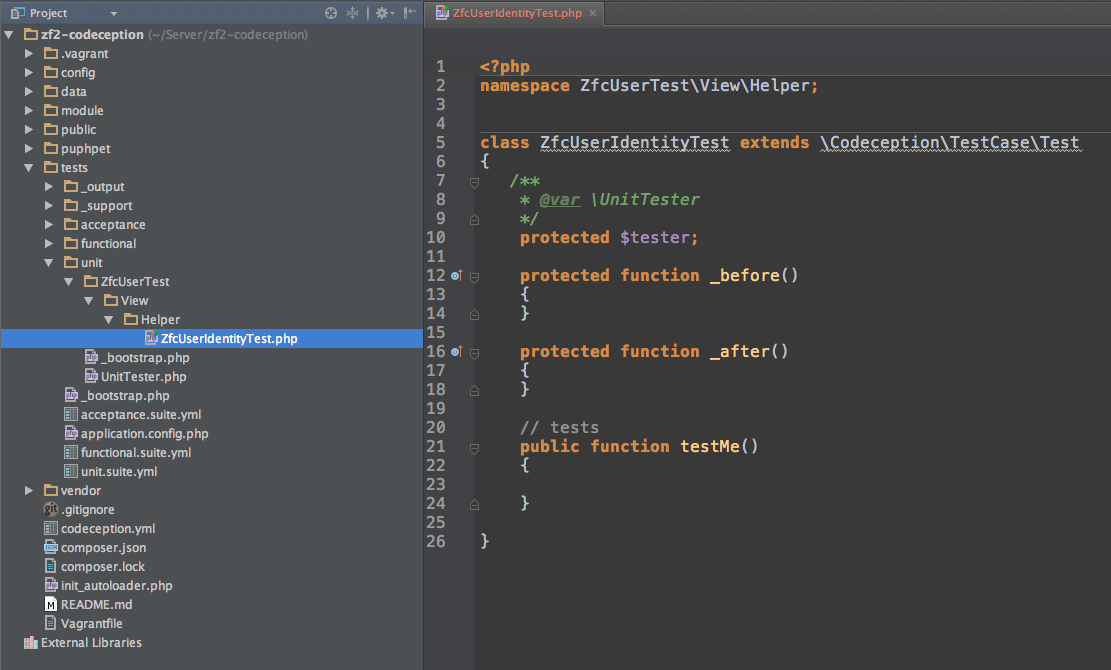 Project
zf2-codeception (~/Server/zf2-codeception)
.vagrant
config
data
module
public
puphpet
tests
_output
_support
acceptance
functional
unit
ZfcUserTest
View
Helper
ZfcUserIdentityTest.php
_bootstrap.php
UnitTester.php
_bootstrap.php
acceptance.suite.yml
application.config.php
functional.suite.yml
unit.suite.yml
vendor
.gitignore
codeception.yml
composer.json
composer.lock
init_autoloader.php
README.md
Vagrantfile
External Libraries
ZfcUserIdentityTest.php
1 <?php
2 namespace ZfcUserTest\View\Helper;
3
4
5 class ZfcUserIdentityTest extends \Codeception\TestCase\Test
6 {
7 /**
8 * @var \UnitTester
9 */
10 protected $tester;
11
12 protected function _before()
13 {
14 }
15
16 protected function _after()
17 {
18 }
19
20 // tests
21 public function testMe()
22 {
23
24 }
25
26 }